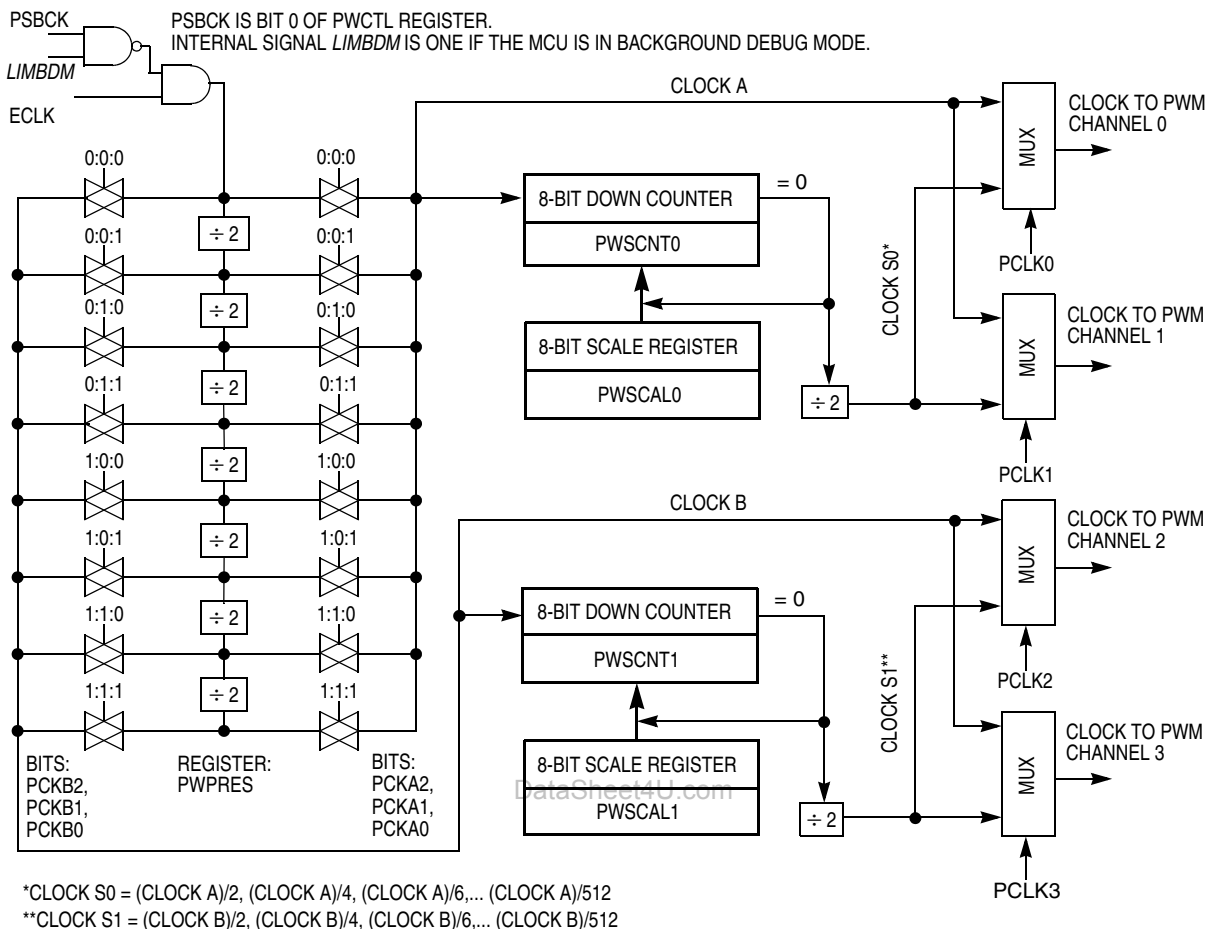 PSBCK
PSBCK IS BIT 0 OF PWCTL REGISTER.
INTERNAL SIGNAL LIMBDM IS ONE IF THE MCU IS IN BACKGROUND DEBUG MODE.
LIMBDM
ECLK
0:0:0
0:0:0
÷ 2
0:0:1
0:0:1
÷ 2
0:1:0
0:1:0
÷ 2
0:1:1
0:1:1
÷ 2
1:0:0
1:0:0
÷ 2
1:0:1
1:0:1
÷ 2
1:1:0
1:1:0
÷ 2
1:1:1
1:1:1
BITS:
PCKB2,
PCKB1,
PCKB0
REGISTER:
PWPRES
BITS:
PCKA2,
PCKA1,
PCKA0
CLOCK A
8-BIT DOWN COUNTER
PWSCNT0
= 0
8-BIT SCALE REGISTER
PWSCAL0
÷ 2
CLOCK S0*
MUX
CLOCK TO PWM
CHANNEL 0
PCLK0
MUX
CLOCK TO PWM
CHANNEL 1
PCLK1
CLOCK B
8-BIT DOWN COUNTER
PWSCNT1
= 0
8-BIT SCALE REGISTER
DataSheet4U.com
PWSCAL1
÷ 2
CLOCK S1**
MUX
CLOCK TO PWM
CHANNEL 2
PCLK2
MUX
CLOCK TO PWM
CHANNEL 3
PCLK3
*CLOCK S0 = (CLOCK A)/2, (CLOCK A)/4, (CLOCK A)/6,... (CLOCK A)/512
**CLOCK S1 = (CLOCK B)/2, (CLOCK B)/4, (CLOCK B)/6,... (CLOCK B)/512